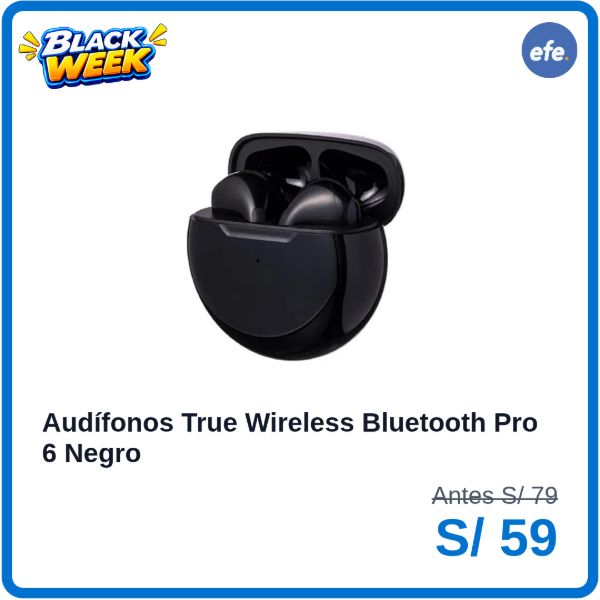 BLACK
WEEK
efe.
Audífonos True Wireless Bluetooth Pro
6 Negro
Antes S/ 79
S/ 59